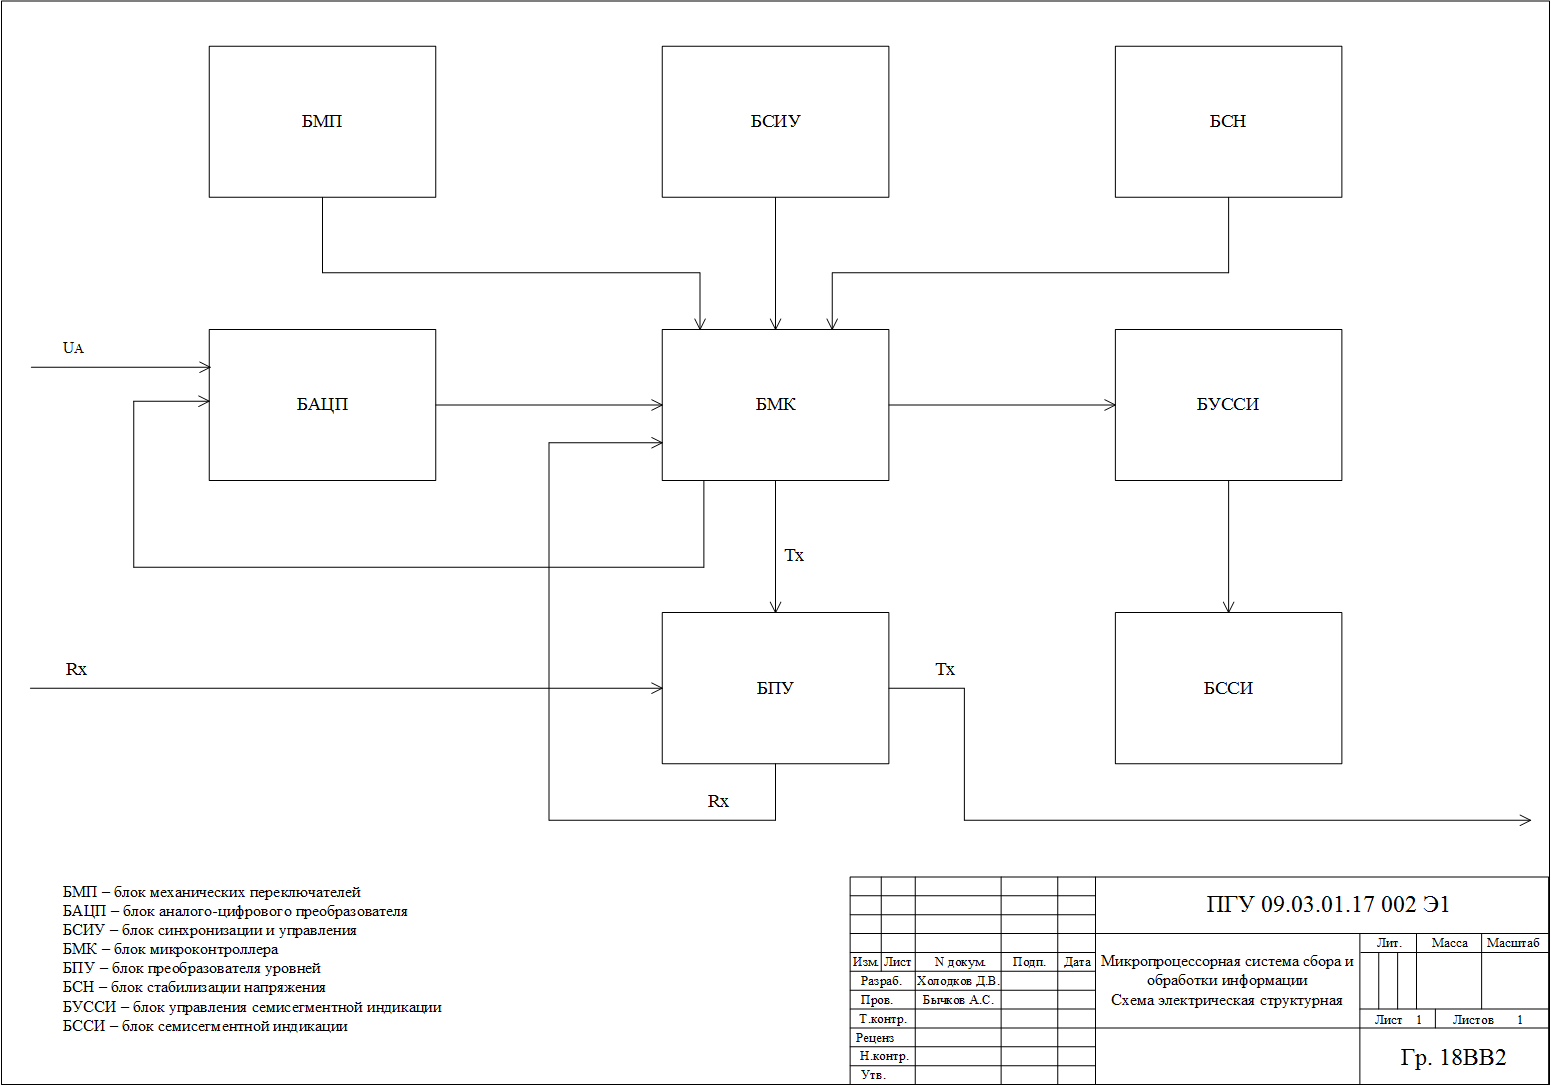 БМП
БСИУ
БСН
UА
БАЦП
БМК
БУССИ
Tx
Rx
БПУ
Tx
БССИ
Rx
БМП – блок механических переключателей
БАЦП – блок аналого-цифрового преобразователя
БСИУ – блок синхронизации и управления
БМК – блок микроконтроллера
БПУ – блок преобразователя уровней
БСН – блок стабилизации напряжения
БУССИ – блок управления семисегментной индикации
БССИ – блок семисегментной индикации
ПГУ 09.03.01.17 002 Э1
Лит. Масса Масштаб
Изм. Лист N докум. Подп. Дата
Разраб. Холодков Д.В.
Пров. Бычков А.С.
Т.контр.
Реценз
Н.контр.
Утв.
Микропроцессорная система сбора и
обработки информации
Схема электрическая структурная
Лист 1 Листов 1
Гр. 18ВВ2